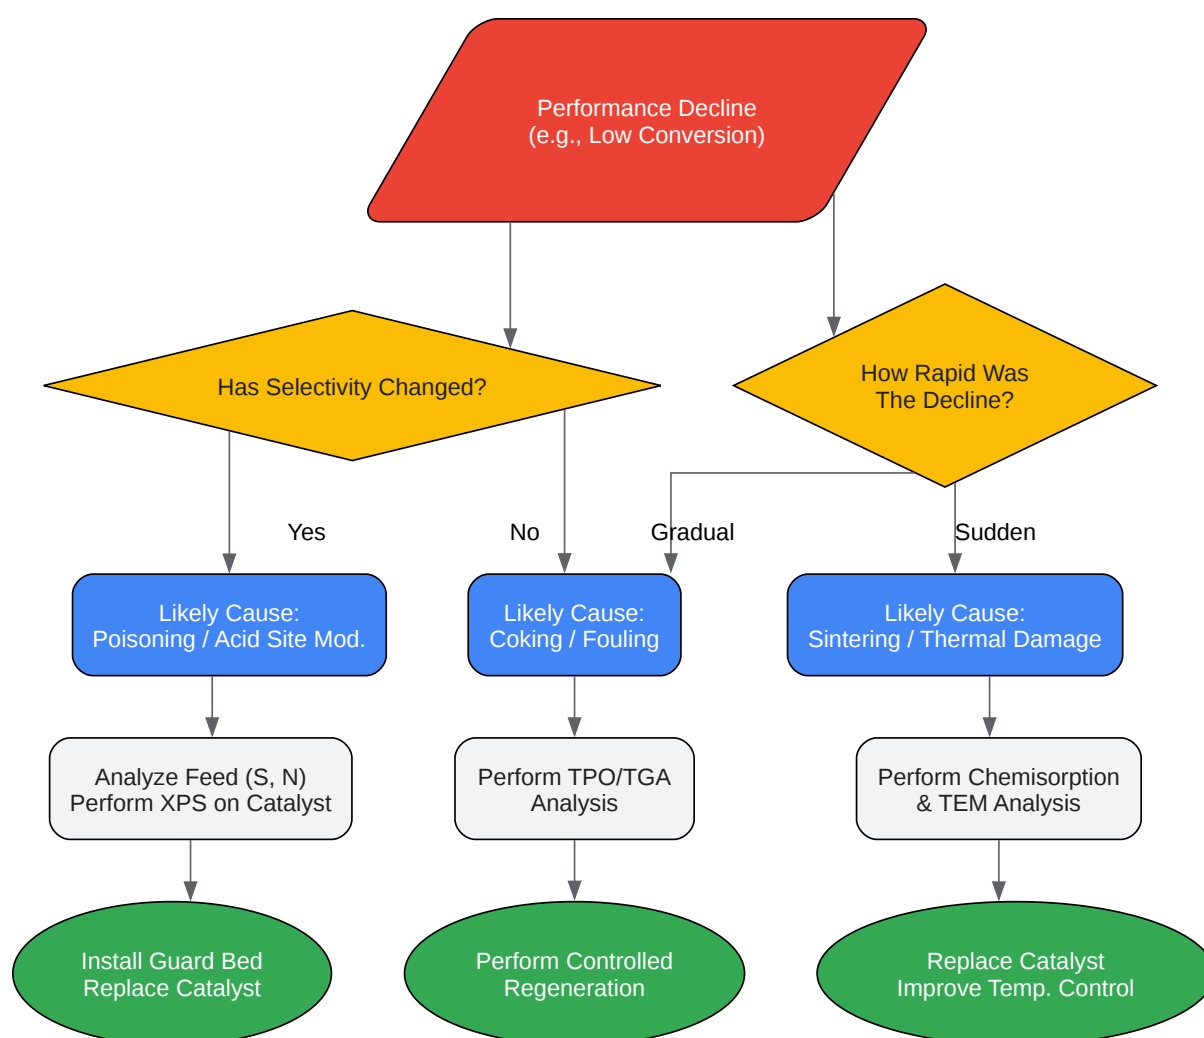 Performance Decline
(e.g., Low Conversion)
Has Selectivity Changed?
How Rapid Was
The Decline?
Yes
No
Gradual
Sudden
Likely Cause:
Poisoning / Acid Site Mod.
Likely Cause:
Coking / Fouling
Likely Cause:
Sintering / Thermal Damage
Analyze Feed (S, N)
Perform XPS on Catalyst
Perform TPO/TGA
Analysis
Perform Chemisorption
& TEM Analysis
Install Guard Bed
Replace Catalyst
Perform Controlled
Regeneration
Replace Catalyst
Improve Temp. Control